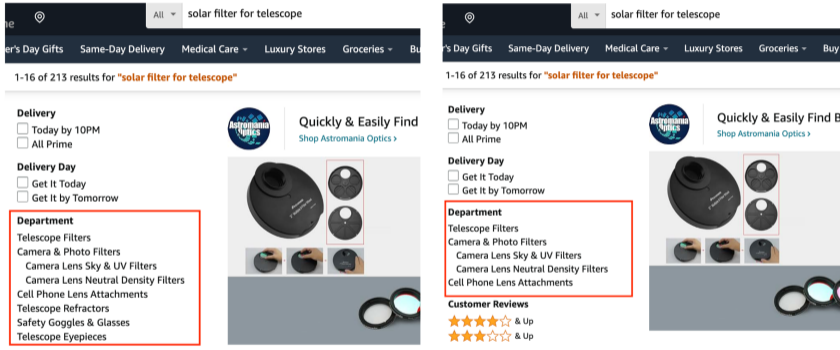 All
solar filter for telescope
er's Day Gifts Same-Day Delivery Medical Care Luxury Stores Groceries Bu
1-16 of 213 results for "solar filter for telescope"
Delivery
Today by 10PM
All Prime
Delivery Day
Get It Today
Get It by Tomorrow
Department
Telescope Filters
Camera & Photo Filters
Camera Lens Sky & UV Filters
Camera Lens Neutral Density Filters
Cell Phone Lens Attachments
Telescope Refractors
Safety Goggles & Glasses
Telescope Eyepieces
Astromania
Optics
Quickly & Easily Find
Shop Astromania Optics ›
All
solar filter for telescope
r's Day Gifts Same-Day Delivery Medical Care Luxury Stores Groceries Buy
1-16 of 213 results for "solar filter for telescope"
Delivery
Today by 10PM
All Prime
Delivery Day
Get It Today
Get It by Tomorrow
Department
Telescope Filters
Camera & Photo Filters
Camera Lens Sky & UV Filters
Camera Lens Neutral Density Filters
Cell Phone Lens Attachments
Customer Reviews
& Up
& Up
Astromania
Optics
Quickly & Easily Find B
Shop Astromania Optics ›